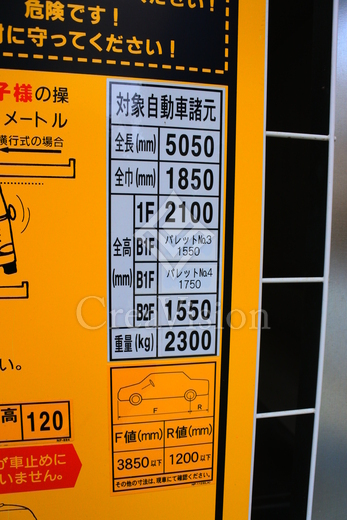 ください!
危険です!
に守ってください!
子様の操
メートル
横行式の場合
対象自動車諸元
全長(mm) 5050
全巾(mm) 1850
全高(mm)
1F 2100
B1F パレットNo.3 1550
B1F パレットNo.4 1750
B2F 1550
重量(kg) 2300
F R
F値(mm) R値(mm)
3850以下 1200以下
その他の寸法は、現車にて確認ください。
い。
高 120
が車止めに
いません。
CreaVision